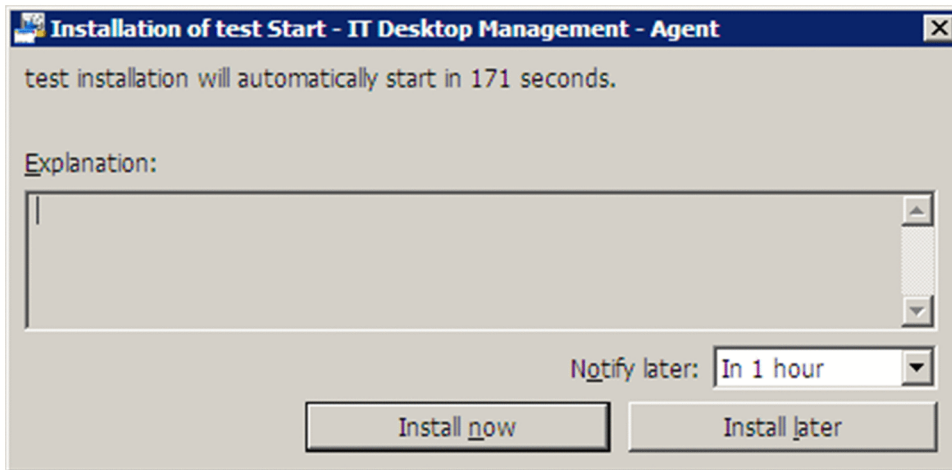 Installation of test Start - IT Desktop Management - Agent
test installation will automatically start in 171 seconds.
Explanation:
Notify later: In 1 hour
Install now Install later